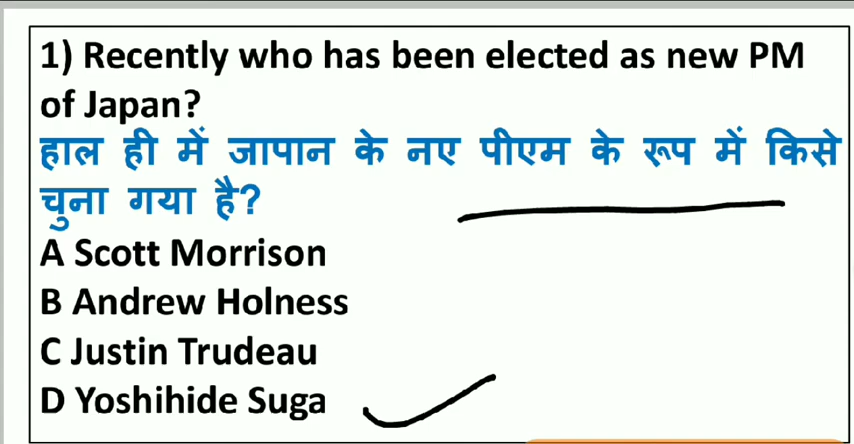 1) Recently who has been elected as new PM
of Japan?
हाल ही में जापान के नए पीएम के रूप में किसे
चुना गया है?
A Scott Morrison
B Andrew Holness
C Justin Trudeau
D Yoshihide Suga